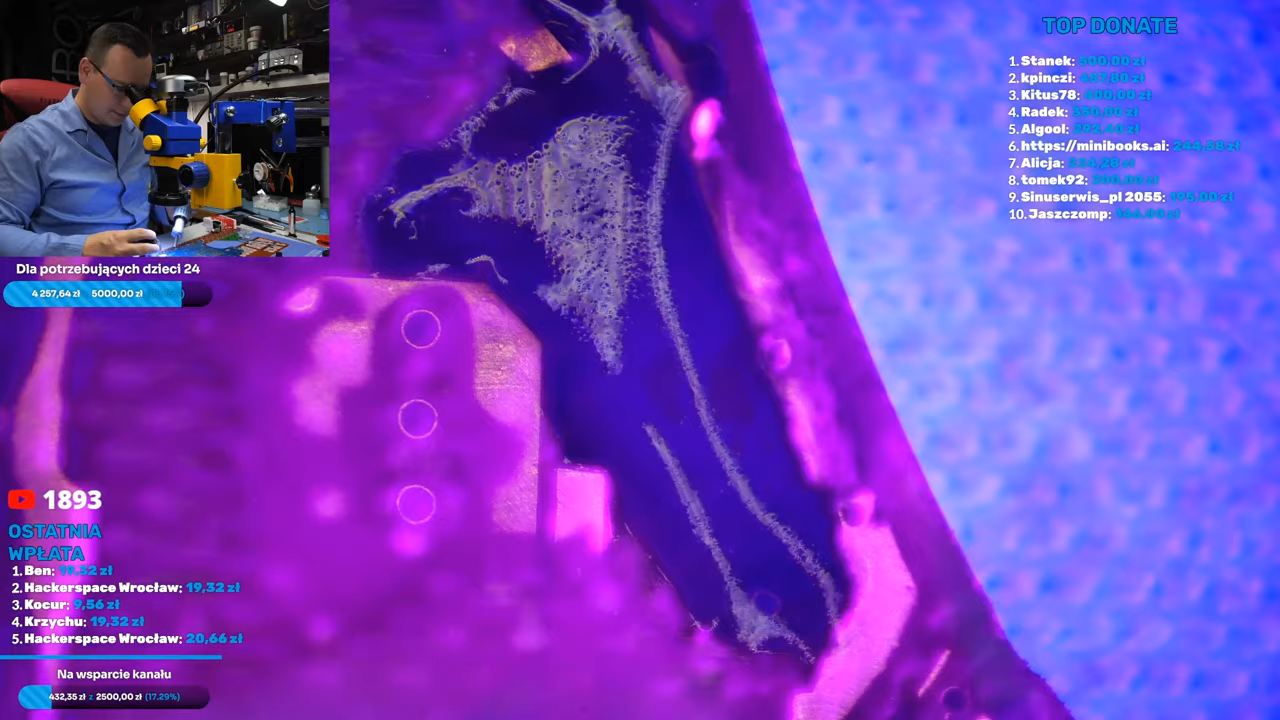 TOP DONATE
1. Stanek:
2. kpinczi:
3. Kitus78:
4. Radek:
5. Algool:
6. https://minibooks.ai:
7. Alicja:
8. tomek92:
9. Sinuserwis_pl 2055:
10. Jaszczomp:
Dla potrzebujących dzieci 24
4 257,64 zł 5000,00 zł
1893
OSTATNIA
WPŁATA
1. Ben: 19,32 zł
2. Hackerspace Wrocław: 19,32 zł
3. Kocur: 9,56 zł
4. Krzychu: 19,32 zł
5. Hackerspace Wrocław: 20,66 zł
Na wsparcie kanału
432,35 zł z 2500,00 zł (17.29%)